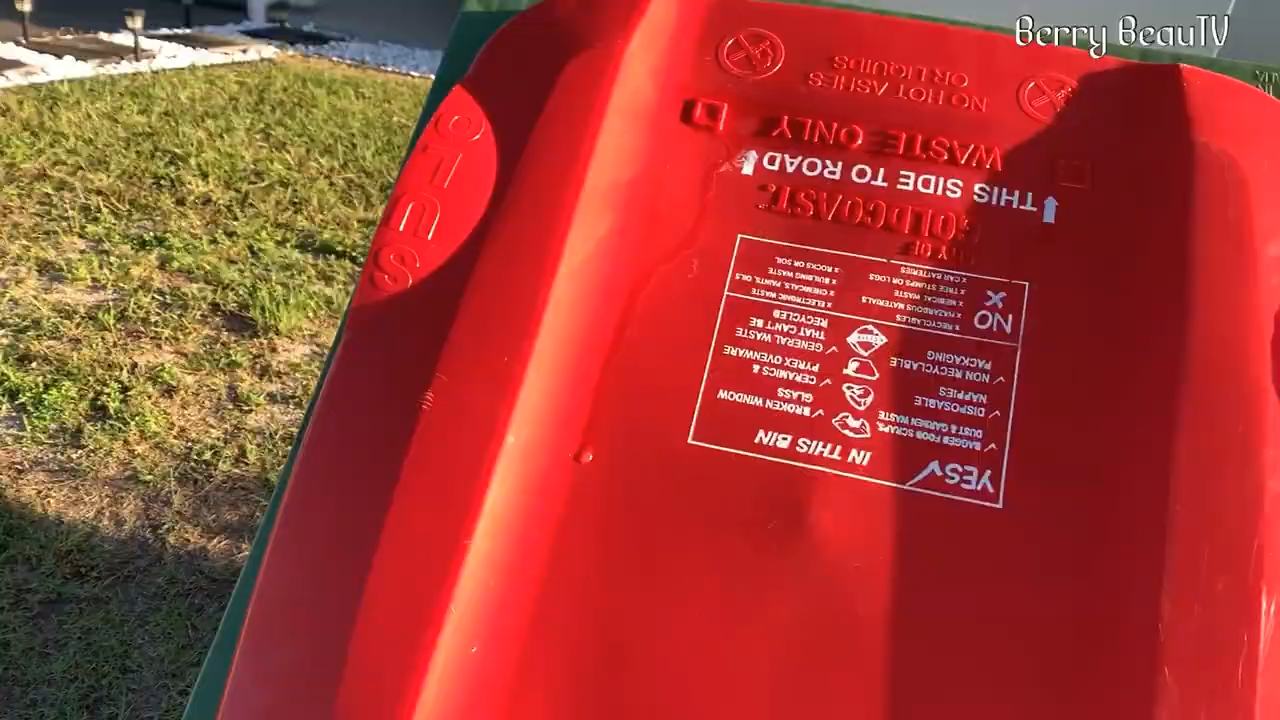 Berry BeauTV
YES✓
IN THIS BIN
✓ BAGGED FOOD SCRAPS,
DUST & GARDEN WASTE
✓ DISPOSABLE
NAPPIES
✓ NON RECYCLABLE
PACKAGING
✓ BROKEN WINDOW
GLASS
✓ CERAMICS &
PYREX OVENWARE
✓ GENERAL WASTE
THAT CAN'T BE
RECYCLED
NO
X
x RECYCLABLES
x HAZARDOUS MATERIALS
x MEDICAL WASTE
x TREE STUMPS OR LOGS
x CAR BATTERIES
x ELECTRONIC WASTE
x CHEMICALS, PAINTS, OILS
x BUILDING WASTE
x ROCKS OR SOIL
CITY OF
GOLDCOAST.
↑THIS SIDE TO ROAD↑
WASTE ONLY
NO HOT ASHES
OR LIQUIDS
SULO